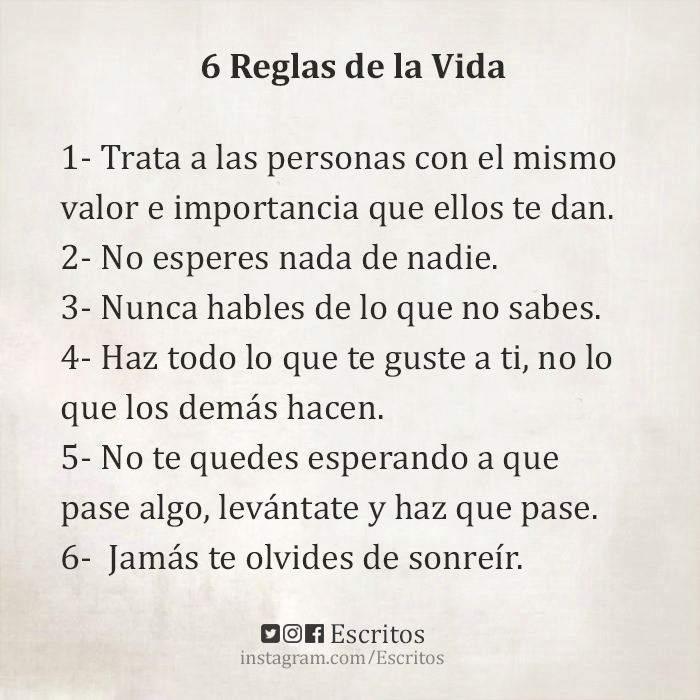 6 Reglas de la Vida
1- Trata a las personas con el mismo
valor e importancia que ellos te dan.
2- No esperes nada de nadie.
3- Nunca hables de lo que no sabes.
4- Haz todo lo que te guste a ti, no lo
que los demás hacen.
5- No te quedes esperando a que
pase algo, levántate y haz que pase.
6-  Jamás te olvides de sonreír.
Escritos
instagram.com/Escritos